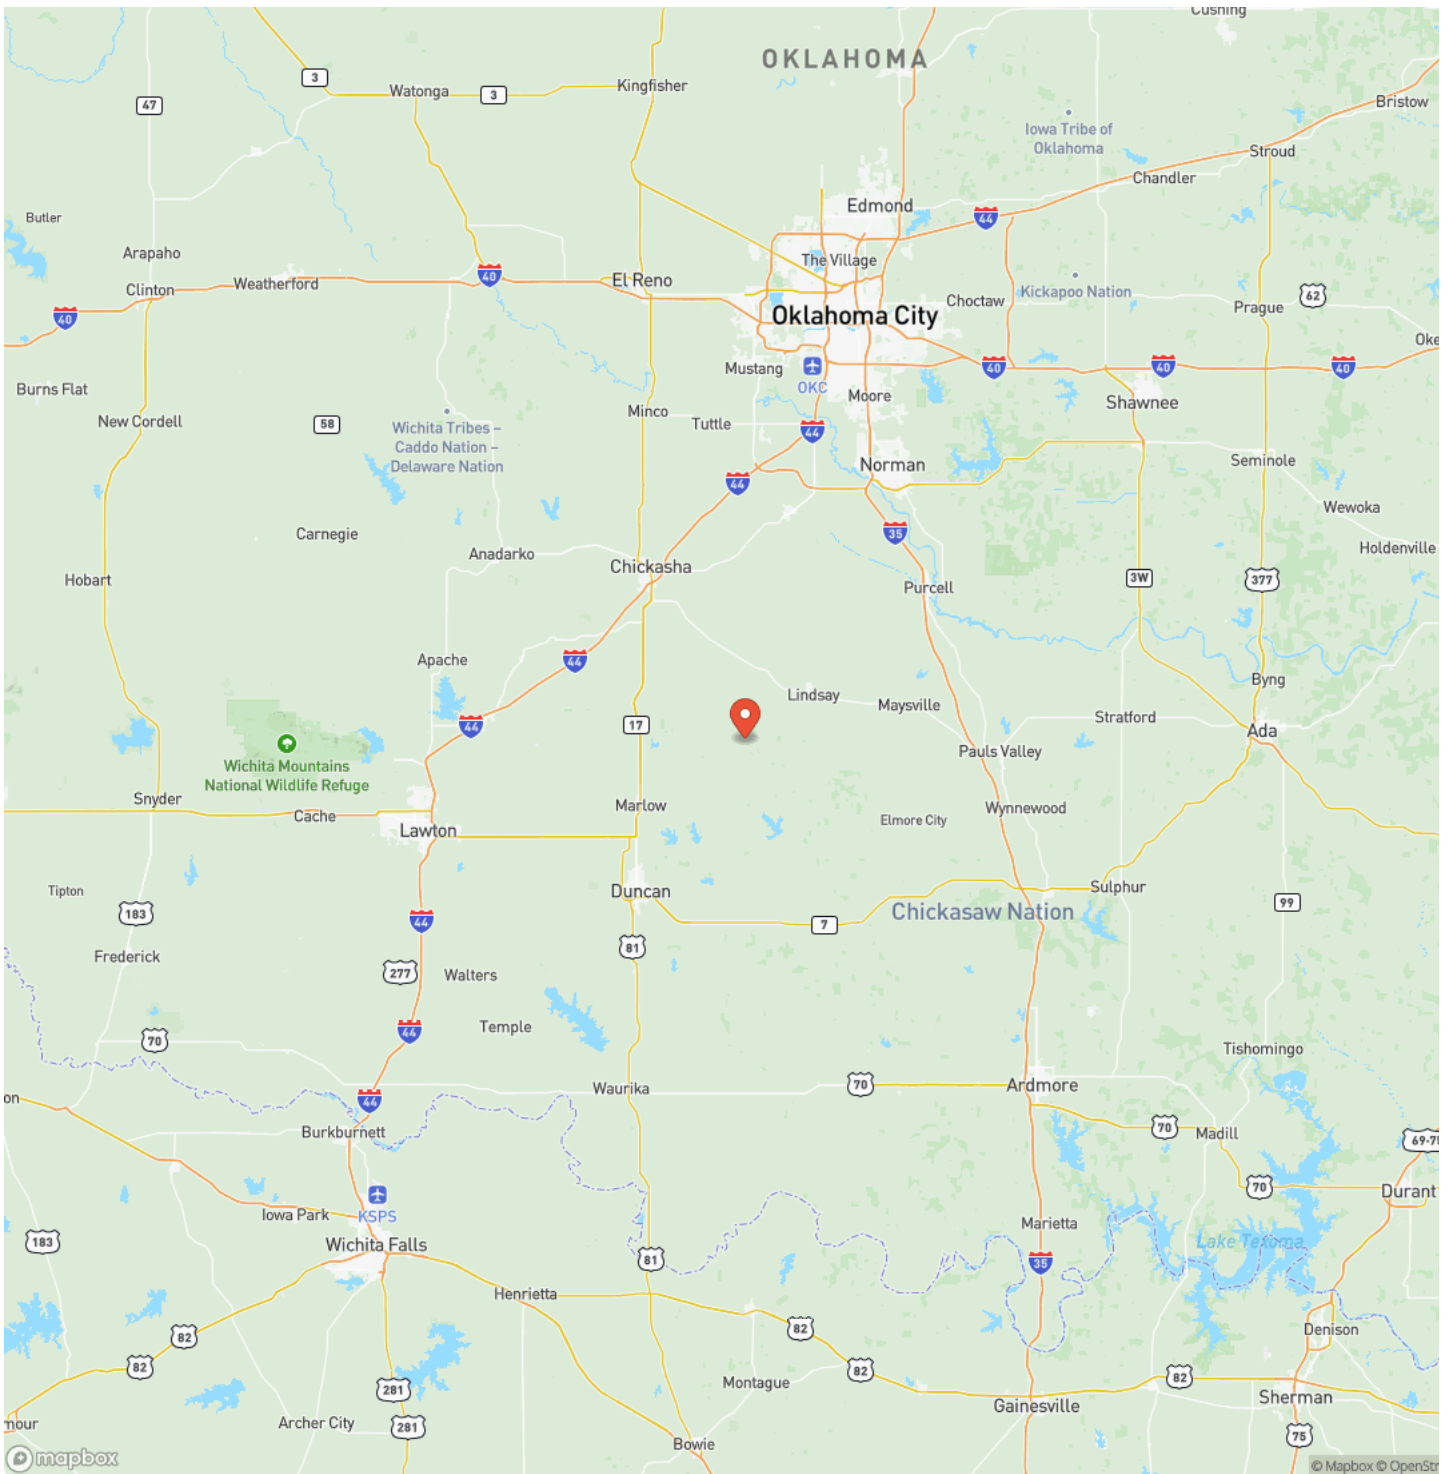 Cushing
OKLAHOMA
3
Watonga
3
Kingfisher
47
Bristow
Iowa Tribe of
Oklahoma
Stroud
Chandler
Butler
Edmond
44
Arapaho
The Village
Clinton
Weatherford
40
El Reno
Choctaw
Kickapoo Nation
62
Prague
40
Oklahoma City
Oke
Mustang
OKC
40
40
40
Burns Flat
Moore
Shawnee
New Cordell
58
Wichita Tribes –
Caddo Nation –
Delaware Nation
Minco
Tuttle
44
Norman
Seminole
44
Wewoka
Carnegie
35
Anadarko
Holdenville
Chickasha
Hobart
Purcell
3W
377
Apache
44
Byng
Lindsay
Maysville
Stratford
44
17
Ada
Pauls Valley
Wichita Mountains
National Wildlife Refuge
Snyder
Cache
Marlow
Wynnewood
Elmore City
Lawton
Tipton
Duncan
Sulphur
183
44
7
Chickasaw Nation
99
81
Frederick
277
Walters
Temple
44
70
Tishomingo
Waurika
70
Ardmore
on
44
Burkburnett
70
Madill
69-75
KSPS
70
Durant
Iowa Park
Marietta
183
Wichita Falls
81
35
Lake Texoma
Henrietta
82
82
Denison
82
82
82
281
Montague
Sherman
Gainesville
mour
Archer City
281
75
Bowie
mapbox
© Mapbox © OpenStr